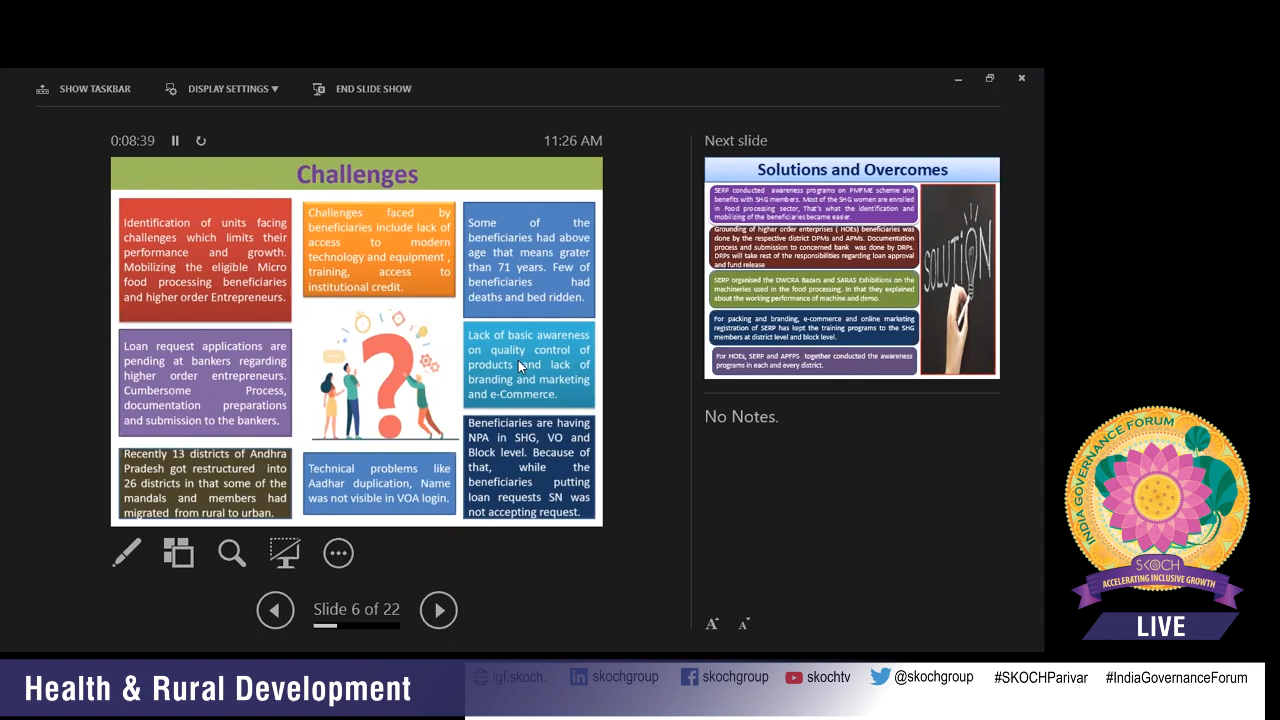 SHOW TASKBAR
DISPLAY SETTINGS ▼
END SLIDE SHOW
0:08:39
11:26 AM
Challenges
Identification of units facing
challenges which limits their
performance and growth.
Mobilizing the eligible Micro
food processing beneficiaries
and higher order Entrepreneurs.
Challenges faced by
beneficiaries include lack of
access to modern
technology and equipment ,
training, access to
institutional credit.
Some of the
beneficiaries had above
age that means grater
than 71 years. Few of
beneficiaries had
deaths and bed ridden.
Loan request applications are
pending at bankers regarding
higher order entrepreneurs.
Cumbersome Process,
documentation preparations
and submission to the bankers.
Lack of basic awareness
on quality control of
products and lack of
branding and marketing
and e-Commerce.
Recently 13 districts of Andhra
Pradesh got restructured into
26 districts in that some of the
mandals and members had
migrated from rural to urban.
Technical problems like
Aadhar duplication, Name
was not visible in VOA login.
Beneficiaries are having
NPA in SHG, VO and
Block level. Because of
that, while the
beneficiaries putting
loan requests SN was
not accepting request.
Slide 6 of 22
Next slide
Solutions and Overcomes
SERP conducted awareness programs on PMFME scheme and
benefits with SHG members. Most of the SHG women are enrolled
in Food processing sector, That's what the identification and
mobilizing of the beneficiaries became easier.
Grounding of higher order enterprises ( HOEs) beneficiaries was
done by the respective district DPMs and APMs. Documentation
process and submission to concerned bank was done by DRPs.
DRPs will take rest of the responsibilities regarding loan approval
and fund release
SERP organised the DWCRA Bazars and SARAS Exhibitions on the
machineries used in the food processing. In that they explained
about the working performance of machine and demo.
For packing and branding, e-commerce and online marketing
registration of SERP has kept the training programs to the SHG
members at district level and block level.
For HOEs, SERP and APFPS together conducted the awareness
programs in each and every district.
SOLUTION
No Notes.
A A
INDIA GOVERNANCE FORUM
SKOCH
ACCELERATING INCLUSIVE GROWTH
LIVE
Health & Rural Development
igf.skoch.
skochgroup
skochgroup
skochtv
@skochgroup
#SKOCHParivar
#IndiaGovernanceForum